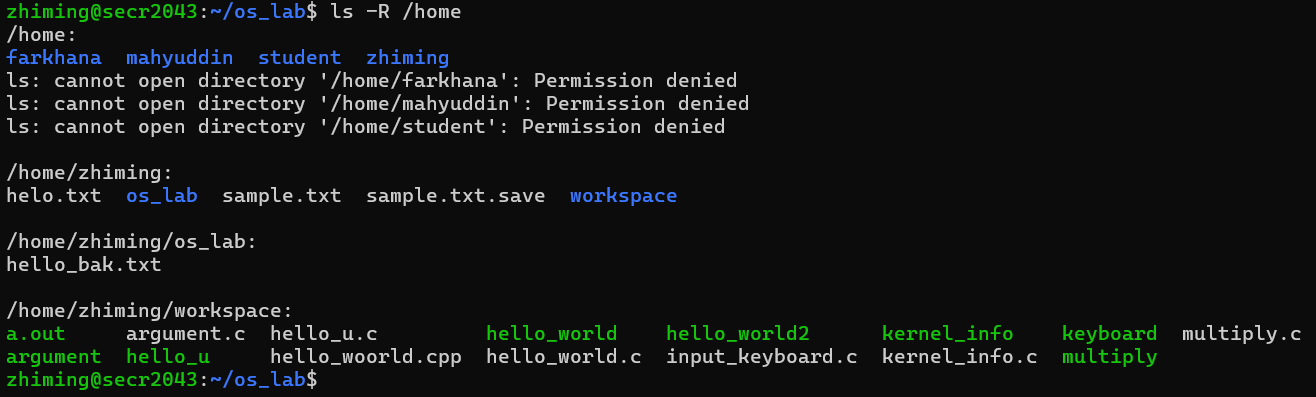 zhiming@secr2043:~/os_lab$ ls -R /home
/home:
farkhana  mahyuddin  student  zhiming
ls: cannot open directory '/home/farkhana': Permission denied
ls: cannot open directory '/home/mahyuddin': Permission denied
ls: cannot open directory '/home/student': Permission denied

/home/zhiming:
helo.txt  os_lab  sample.txt  sample.txt.save  workspace

/home/zhiming/os_lab:
hello_bak.txt

/home/zhiming/workspace:
a.out     argument.c  hello_u.c         hello_world    hello_world2      kernel_info    keyboard  multiply.c
argument  hello_u     hello_woorld.cpp  hello_world.c  input_keyboard.c  kernel_info.c  multiply
zhiming@secr2043:~/os_lab$